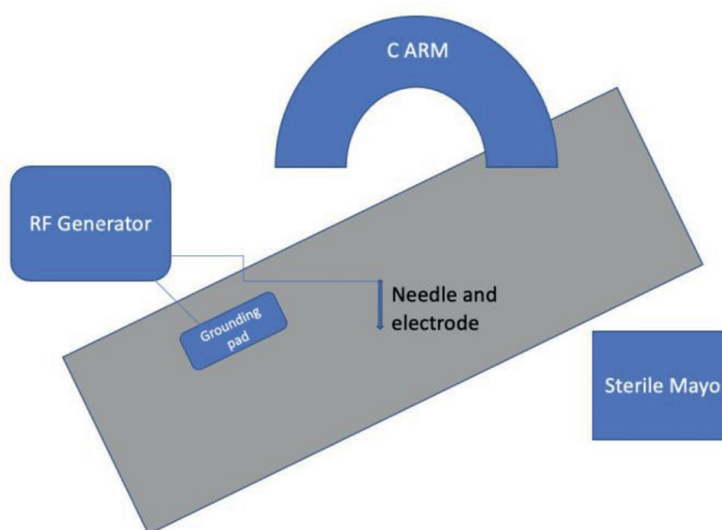 C ARM
RF Generator
Needle and
electrode
Grounding
pad
Sterile Mayo